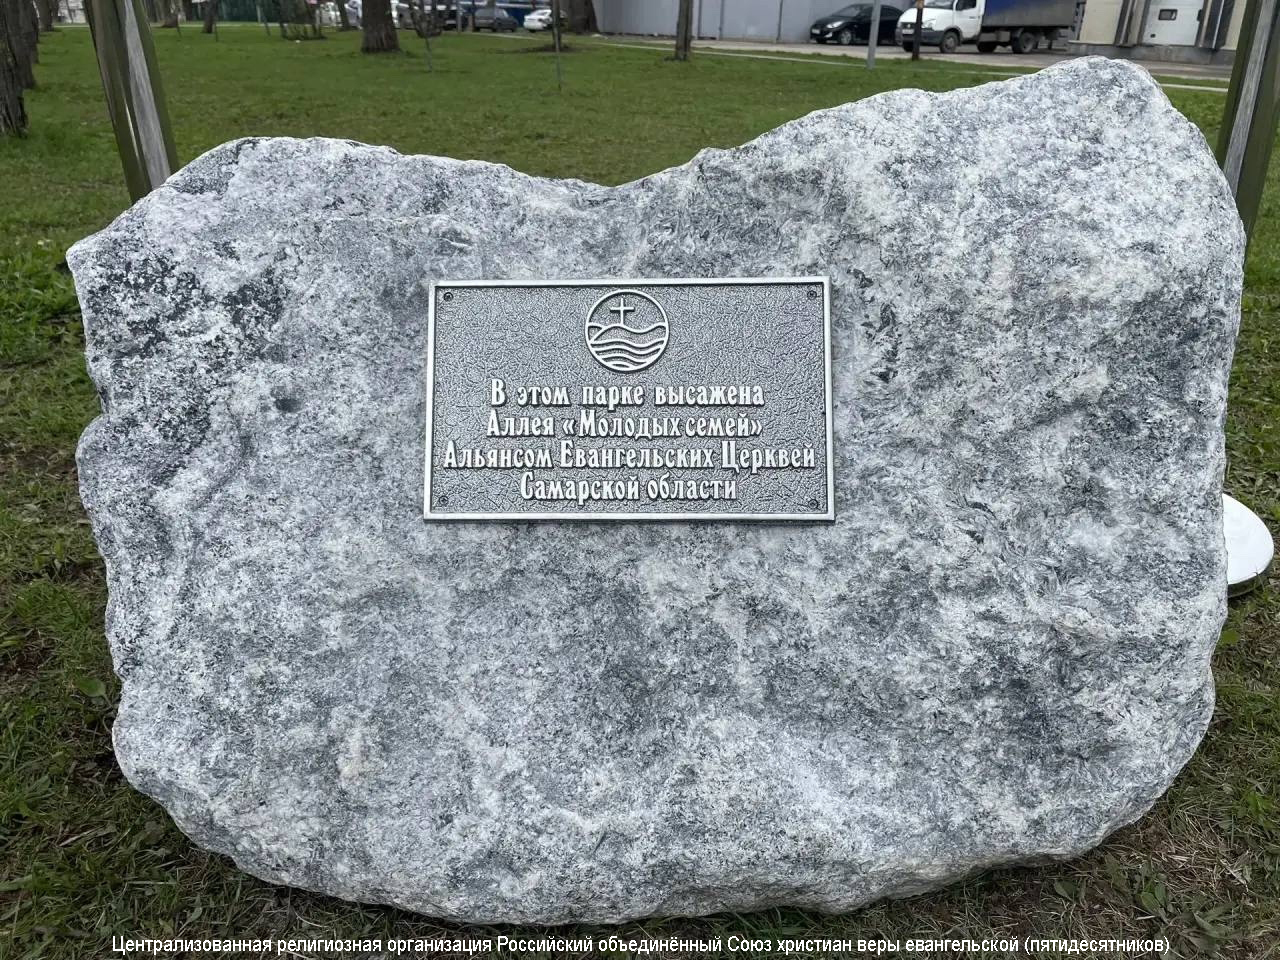 В этом парке высажена
Аллея «Молодых семей»
Альянсом Евангельских Церквей
Самарской области
Централизованная религиозная организация Российский объединённый Союз христиан веры евангельской (пятидесятников)